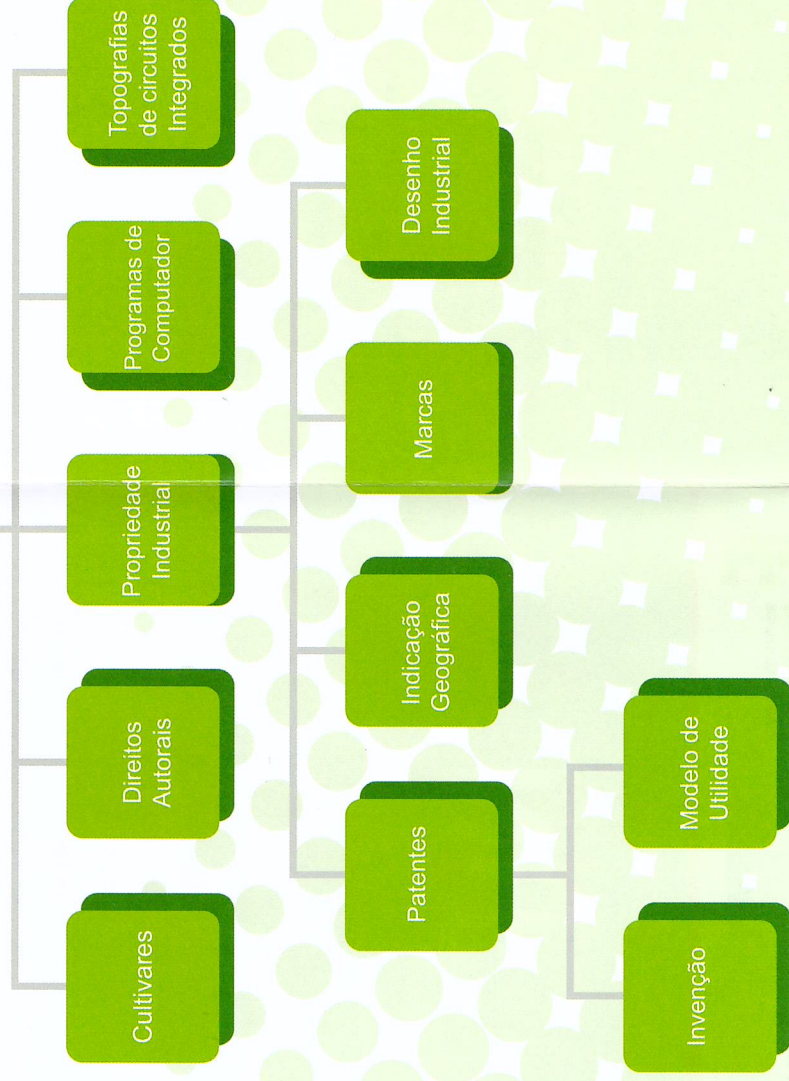 Cultivares
Direitos
Autorais
Propriedade
Industrial
Programas de
Computador
Topografias
de circuitos
Integrados
Patentes
Indicação
Geográfica
Marcas
Desenho
Industrial
Invenção
Modelo de
Utilidade